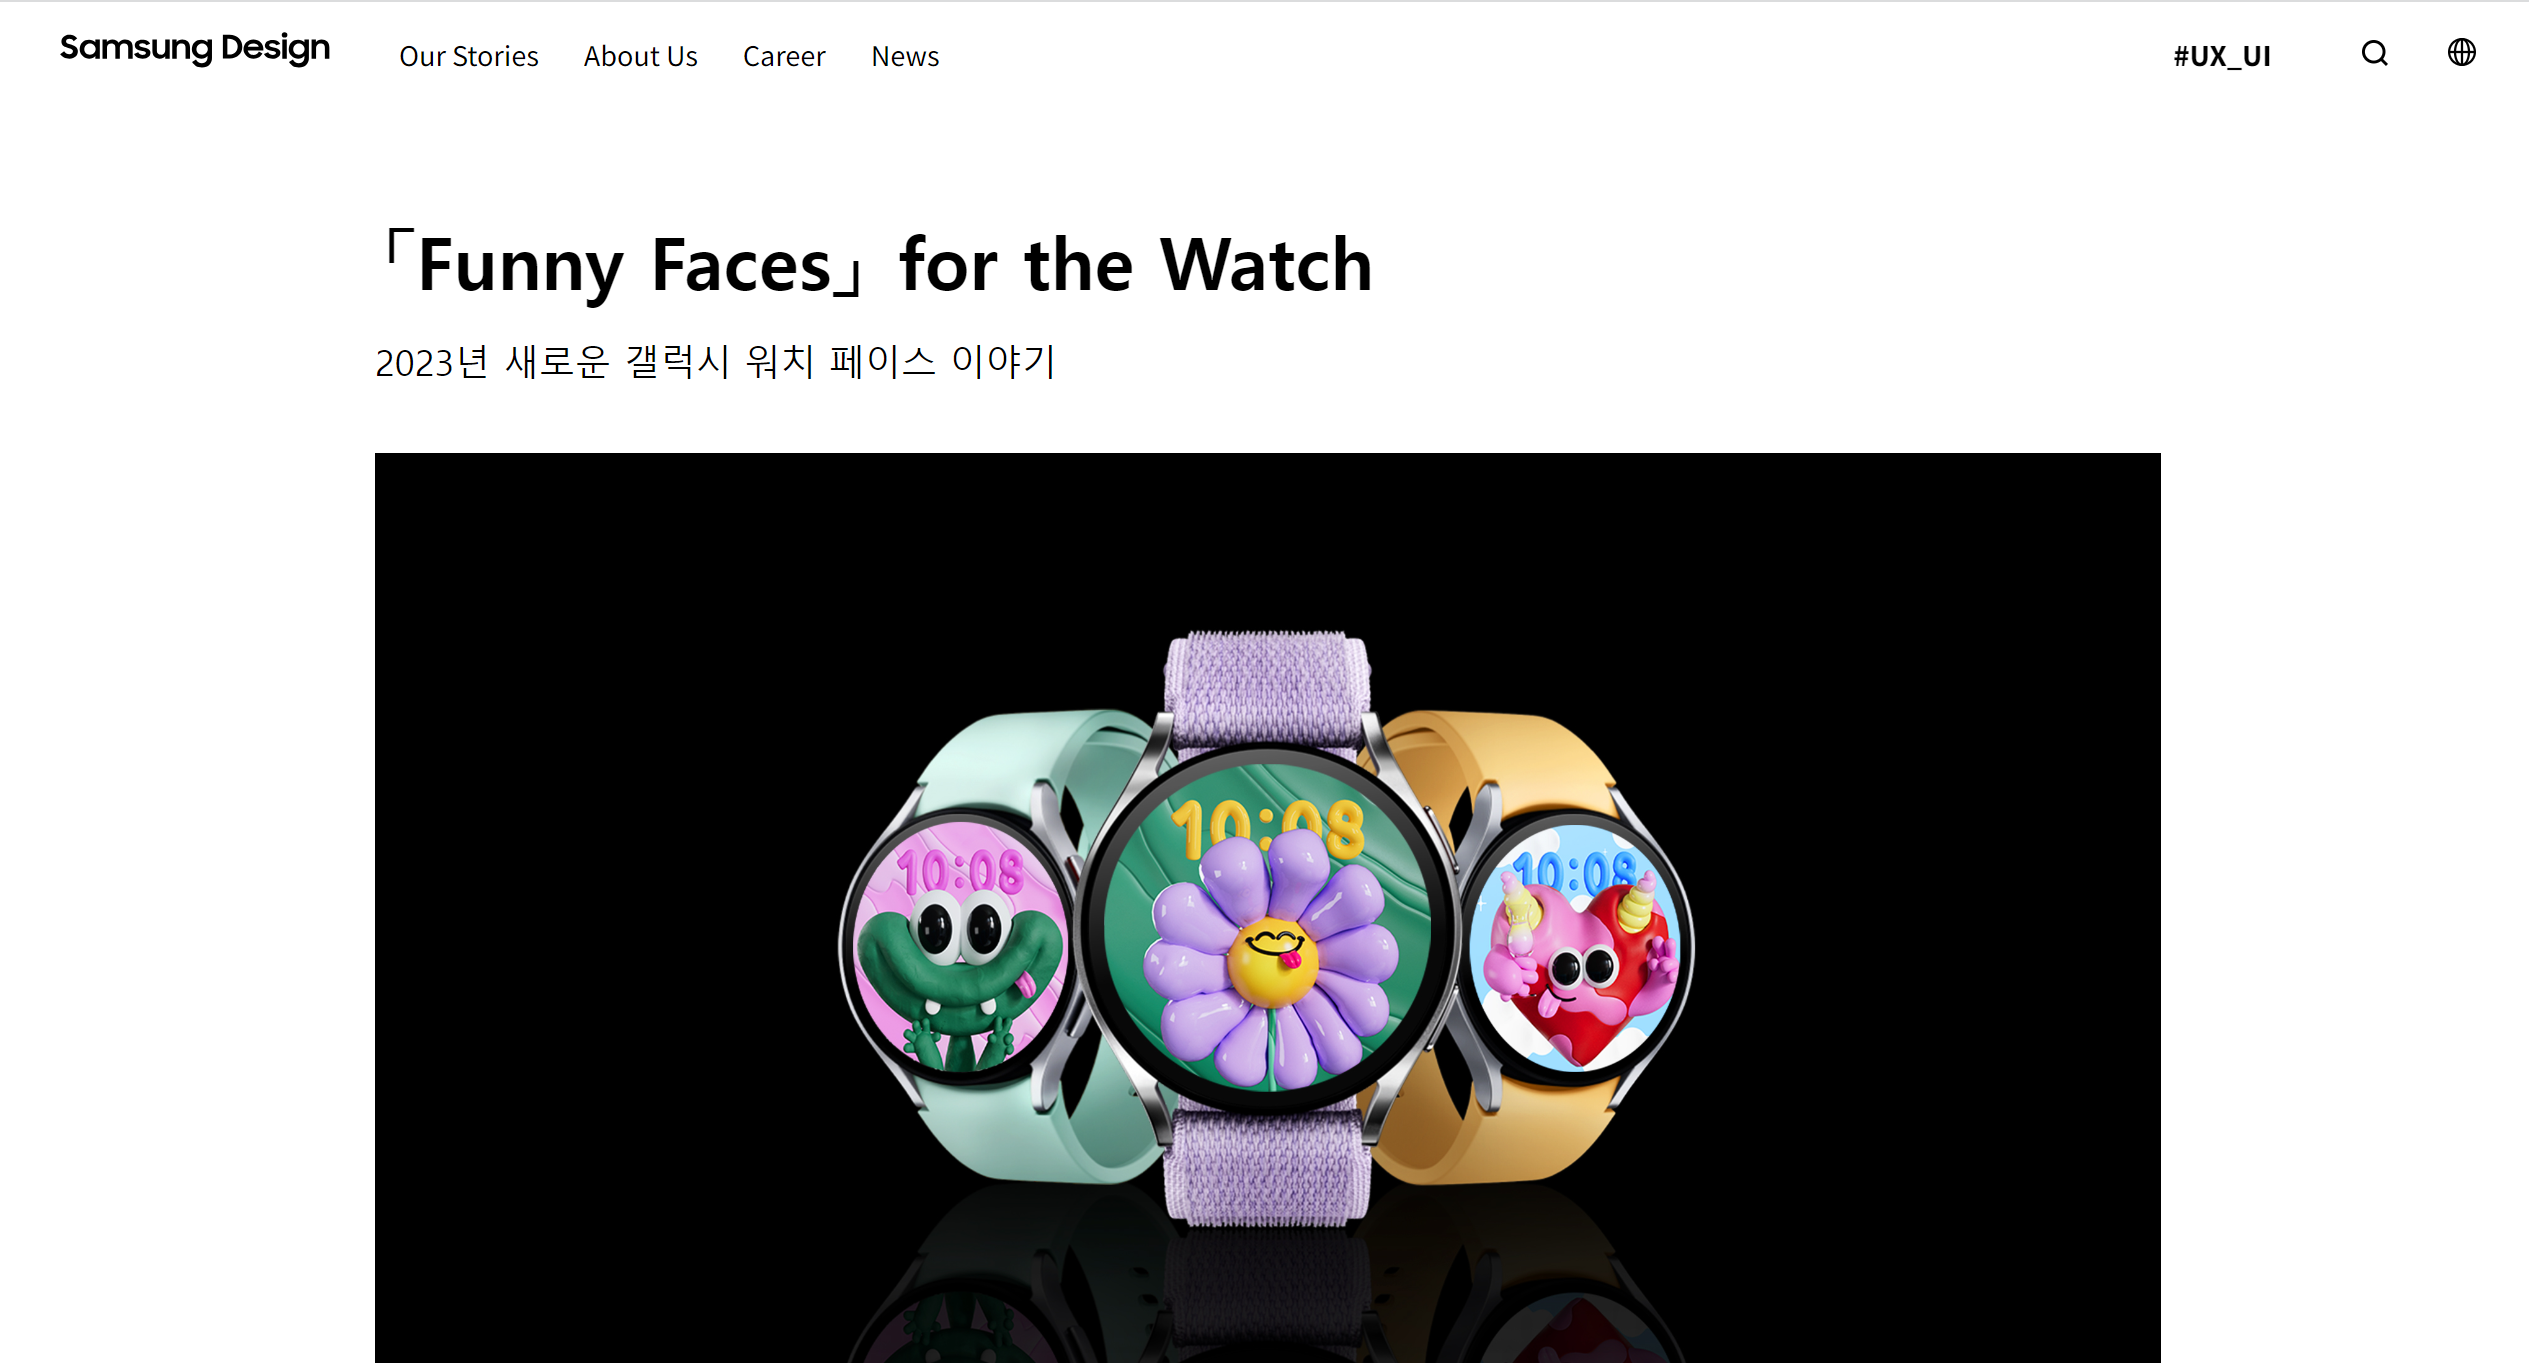 Samsung Design
Our Stories
About Us
Career
News
#UX_UI
「Funny Faces」 for the Watch
2023년 새로운 갤럭시 워치 페이스 이야기
10:08
10:08
10:08